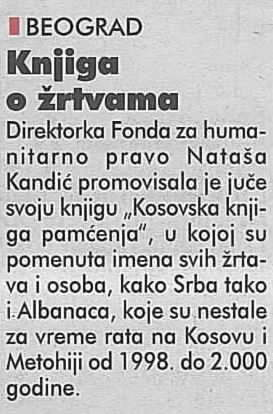 BEOGRAD
Knjiga
o žrtvama
Direktorka Fonda za huma-
nitarno pravo Nataša
Kandić promovisala je juče
svoju knjigu „Kosovska knji-
ga pamćenja“, u kojoj su
pomenuta imena svih žrta-
va i osoba, kako Srba tako
i Albanaca, koje su nestale
za vreme rata na Kosovu i
Metohiji od 1998. do 2.000
godine.